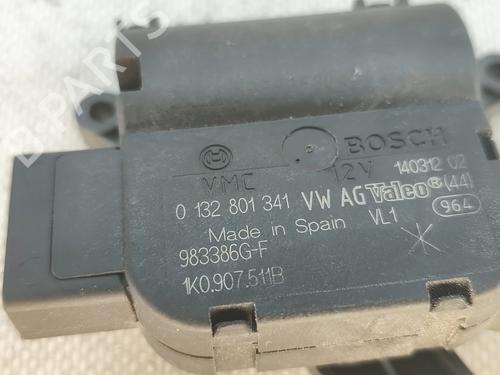 B-PARTS
BOSCH
VMC 12V 140312 02
0 132 801 341 VW AG Valeo® (44)
Made in Spain VL1 964
983386G-F
1K0.907.511B